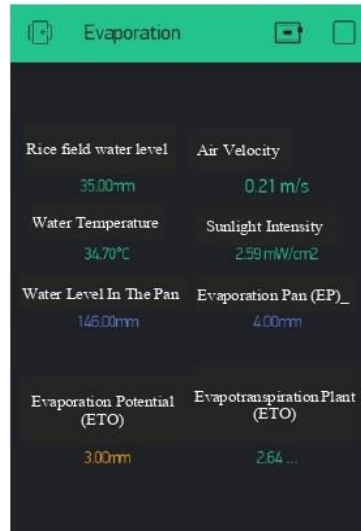 Evaporation
Rice field water level
Air Velocity
35.00mm
0.21 m/s
Water Temperature
Sunlight Intensity
34.70°C
2.59 mW/cm2
Water Level In The Pan
Evaporation Pan (EP)_
146.00mm
4.00mm
Evaporation Potential
(ETO)
Evapotranspiration Plant
(ETO)
3.00mm
2.64 ...